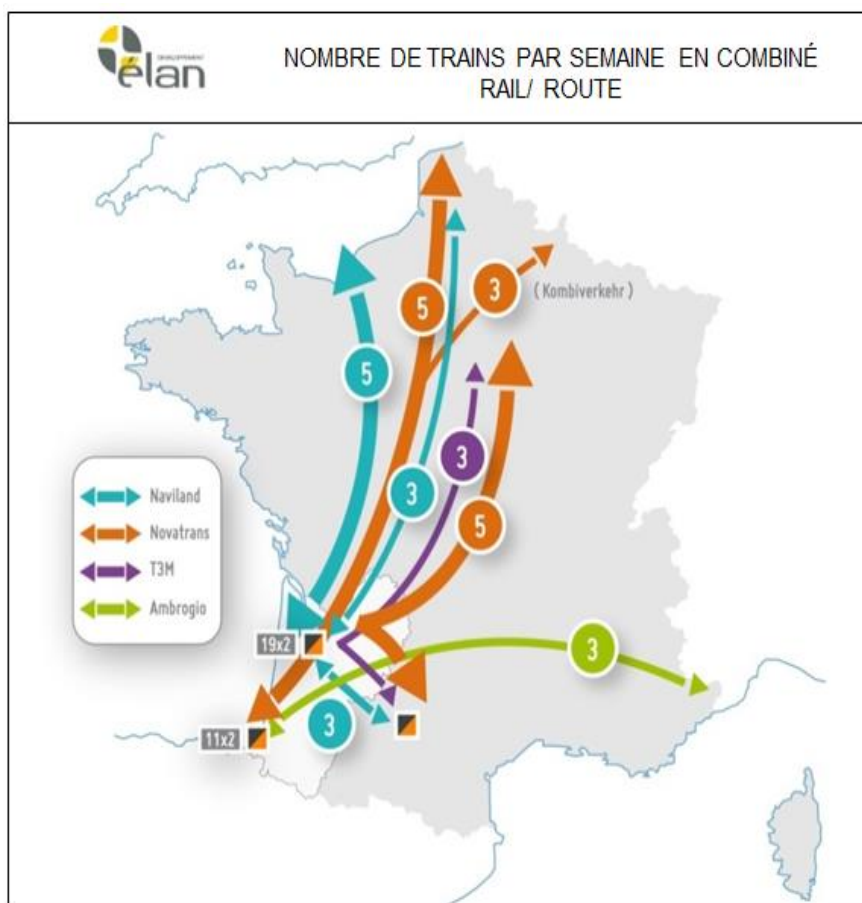 DEVELOPPEMENT
élan
NOMBRE DE TRAINS PAR SEMAINE EN COMBINÉ
RAIL/ ROUTE
5
3
(Kombiverkehr)
5
3
3
5
Naviland
Novatrans
T3M
Ambrogio
19x2
3
3
11x2